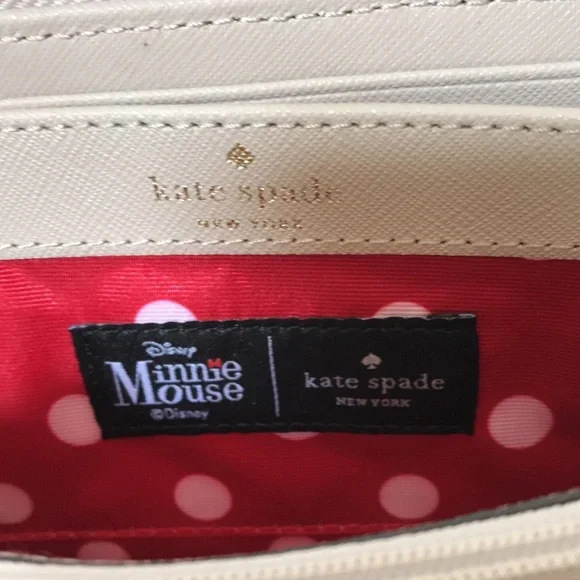 kate spade
NEW YORK
Disney
Minnie
Mouse
©Disney
kate spade
NEW YORK